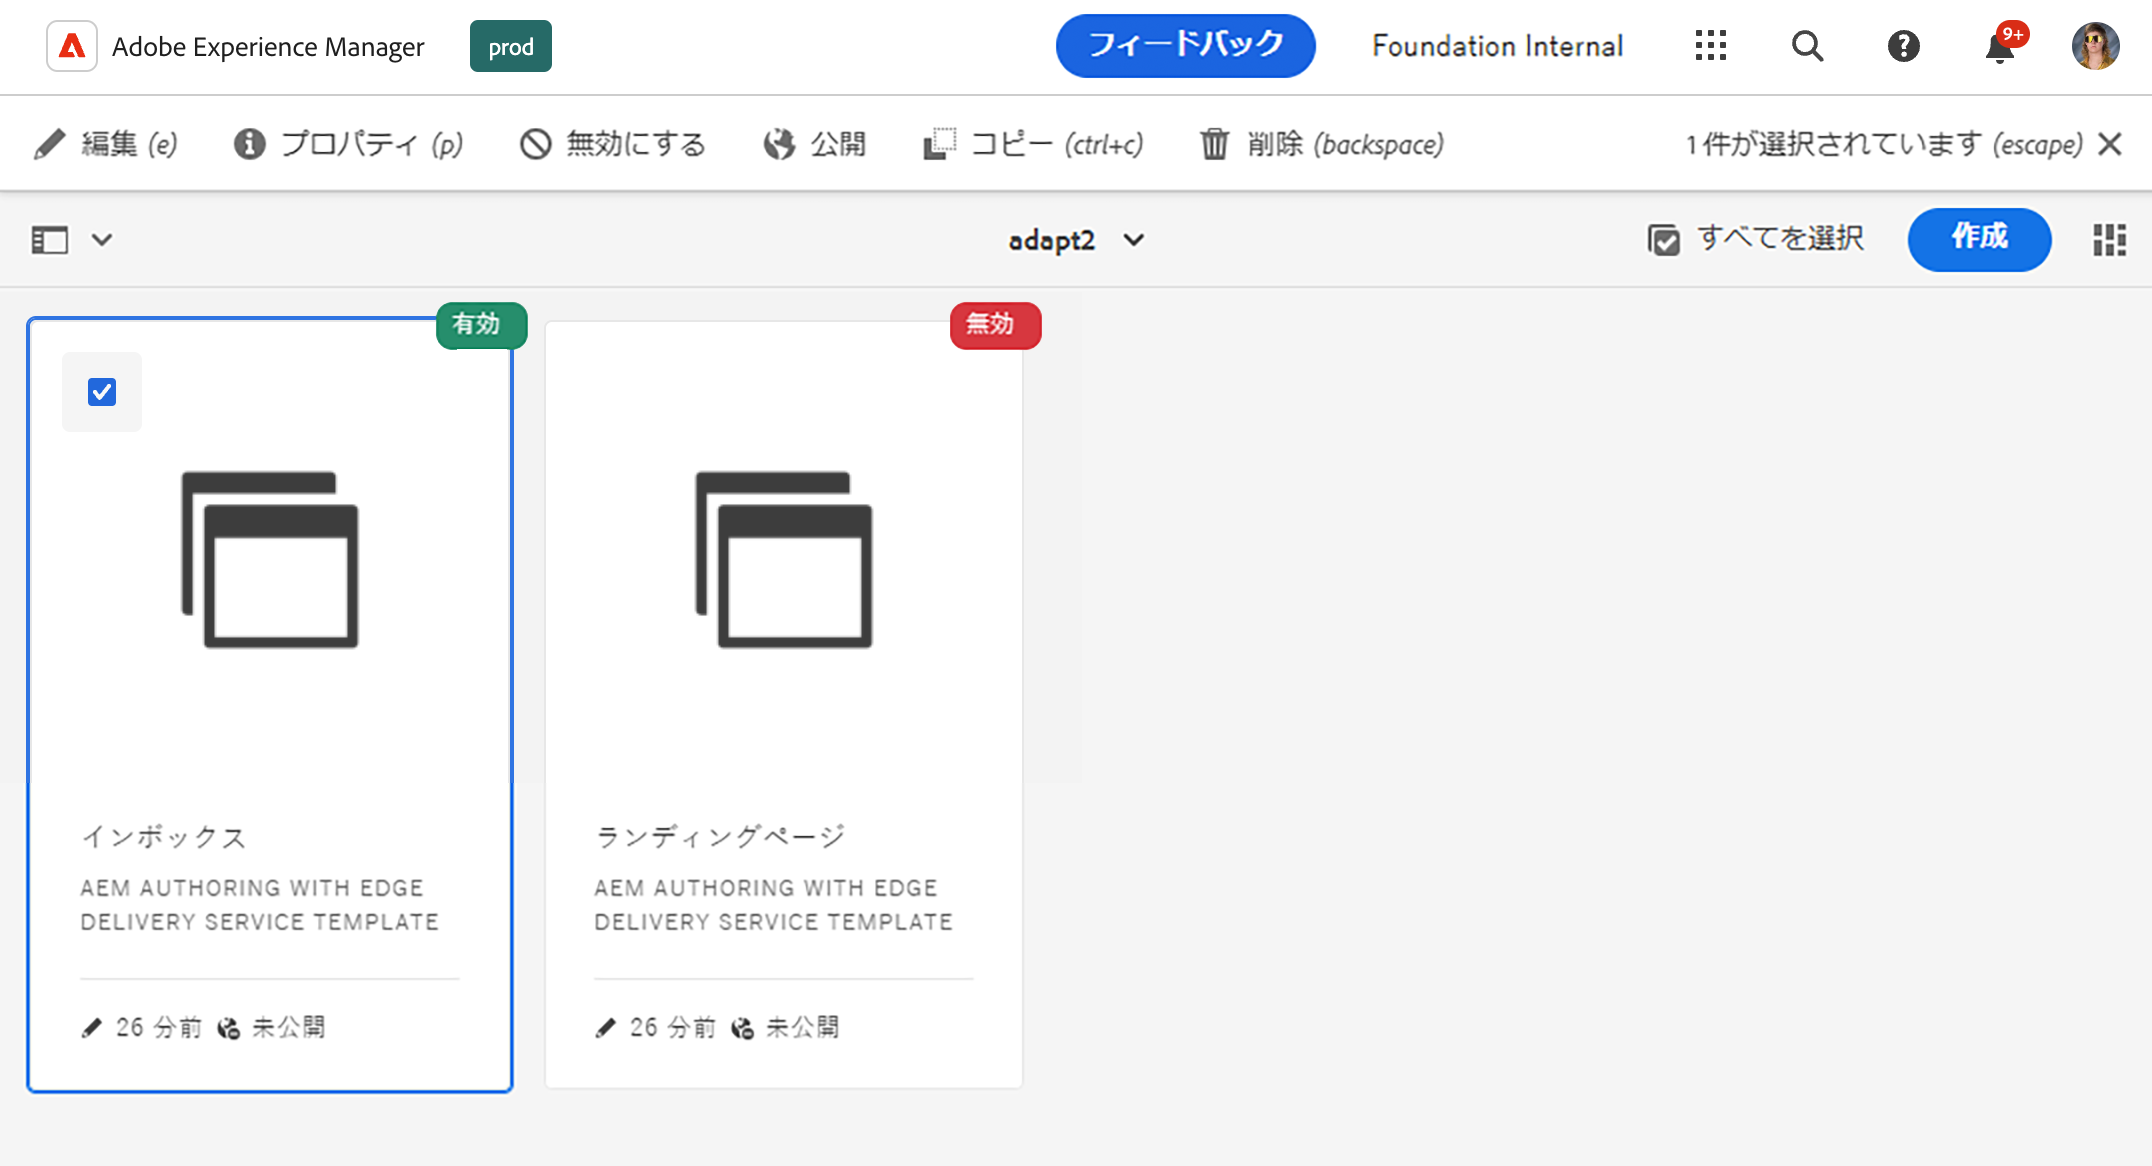 Adobe Experience Manager
prod
フィードバック
Foundation Internal
9+
編集 (e)
プロパティ (p)
無効にする
公開
コピー (ctrl+c)
削除 (backspace)
1 件が選択されています (escape)
adapt2
すべてを選択
作成
有効
インボックス
AEM AUTHORING WITH EDGE
DELIVERY SERVICE TEMPLATE
26 分前 未公開
無効
ランディングページ
AEM AUTHORING WITH EDGE
DELIVERY SERVICE TEMPLATE
26 分前 未公開